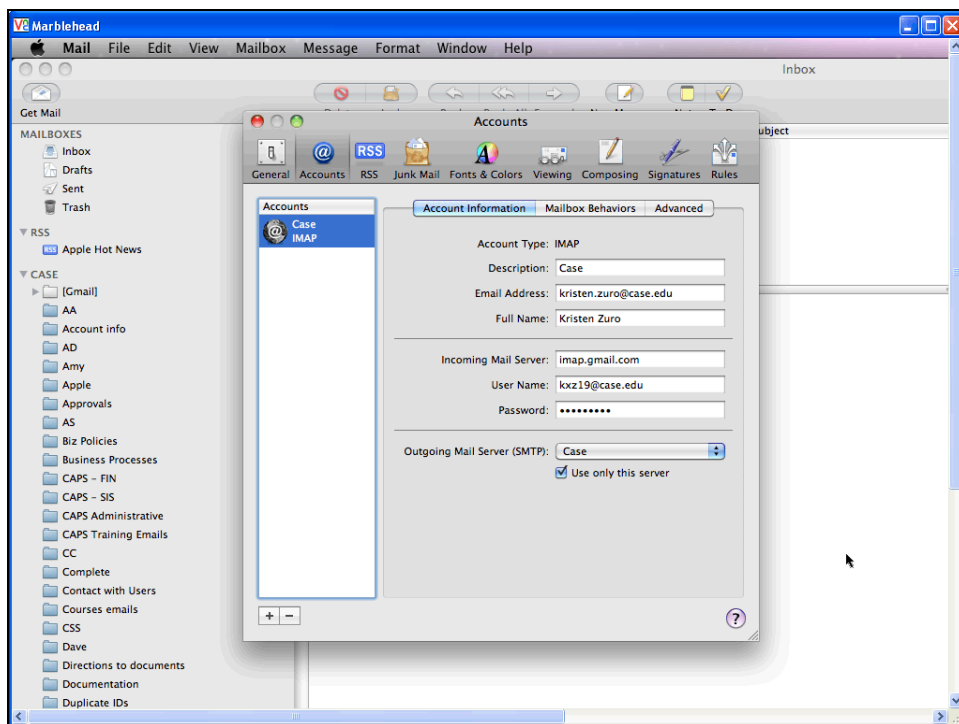 Marblehead
Mail File Edit View Mailbox Message Format Window Help
Inbox
Get Mail
MAILBOXES
Inbox
Drafts
Sent
Trash
RSS
RSS Apple Hot News
CASE
[Gmail]
AA
Account info
AD
Amy
Apple
Approvals
AS
Biz Policies
Business Processes
CAPS - FIN
CAPS - SIS
CAPS Administrative
CAPS Training Emails
CC
Complete
Contact with Users
Courses emails
CSS
Dave
Directions to documents
Documentation
Duplicate IDs
ubject
Accounts
RSS
General Accounts RSS Junk Mail Fonts & Colors Viewing Composing Signatures Rules
Accounts
Case
IMAP
Account Information Mailbox Behaviors Advanced
Account Type: IMAP
Description: Case
Email Address: kristen.zuro@case.edu
Full Name: Kristen Zuro
Incoming Mail Server: imap.gmail.com
User Name: kxz19@case.edu
Password: •••••••••
Outgoing Mail Server (SMTP): Case
Use only this server
+ −
?